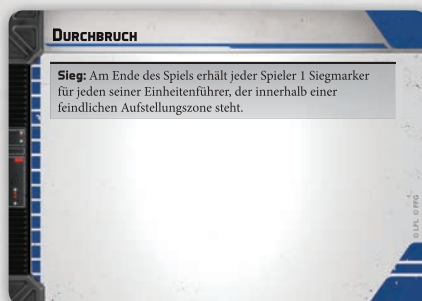 DURCHBRUCH
Sieg: Am Ende des Spiels erhält jeder Spieler 1 Siegmarker
für jeden seiner Einheitenführer, der innerhalb einer
feindlichen Aufstellungszone steht.
© LFL © FFG